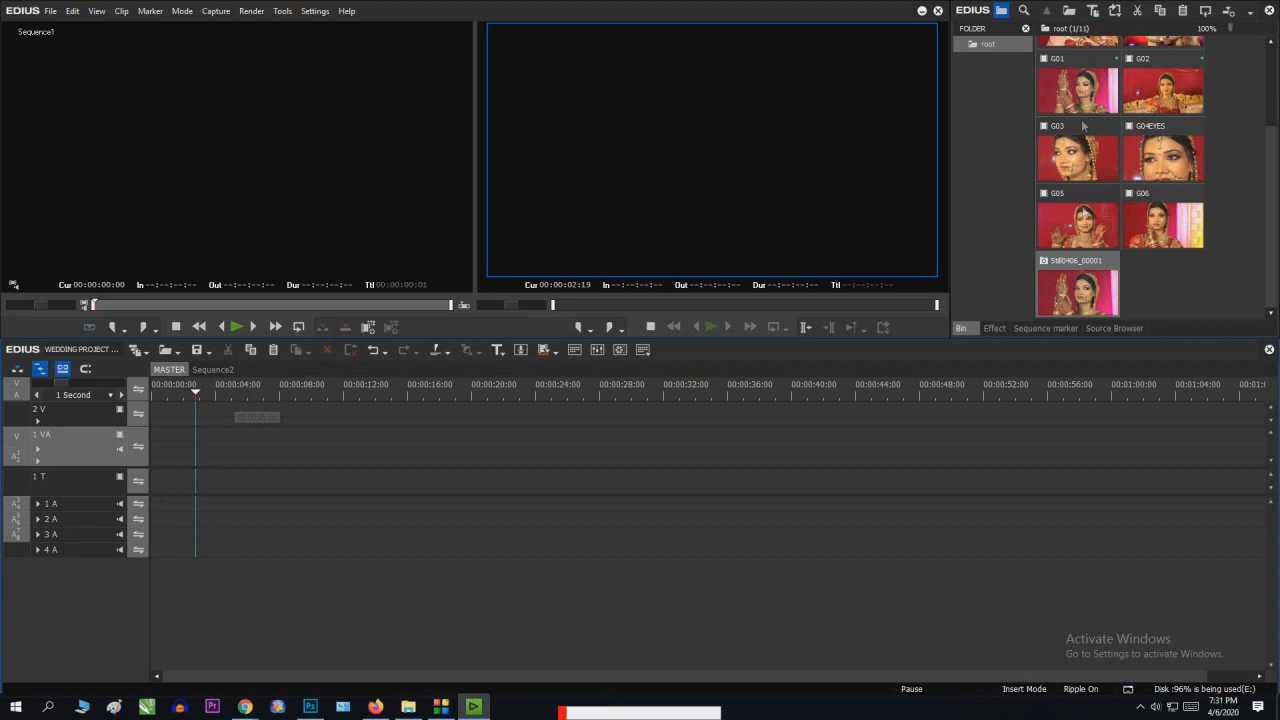 EDIUS File Edit View Clip Marker Mode Capture Render Tools Settings Help
EDIUS
Sequence1
FOLDER
root (1/11)
100%
root
G01
G02
G03
G04EYES
G05
G06
Still0406_00001
Cur 00:00:00:00 In --:--:--:-- Out --:--:--:-- Dur --:--:--:-- Ttl 00:00:00:01
Cur 00:00:02:19 In --:--:--:-- Out --:--:--:-- Dur --:--:--:-- Ttl --:--:--:--
Bin Effect Sequence marker Source Browser
EDIUS WEDDING PROJECT ...
MASTER Sequence2
V
A
1 Second
00:00:00:00 00:00:04:00 00:00:08:00 00:00:12:00 00:00:16:00 00:00:20:00 00:00:24:00 00:00:28:00 00:00:32:00 00:00:36:00 00:00:40:00 00:00:44:00 00:00:48:00 00:00:52:00 00:00:56:00 00:01:00:00 00:01:04:00 00:01:0
2 V
V 1 VA
1 T
1 A
2 A
3 A
4 A
Activate Windows
Go to Settings to activate Windows.
Pause Insert Mode Ripple On Disk :96% is being used(E:)
7:31 PM
4/6/2020